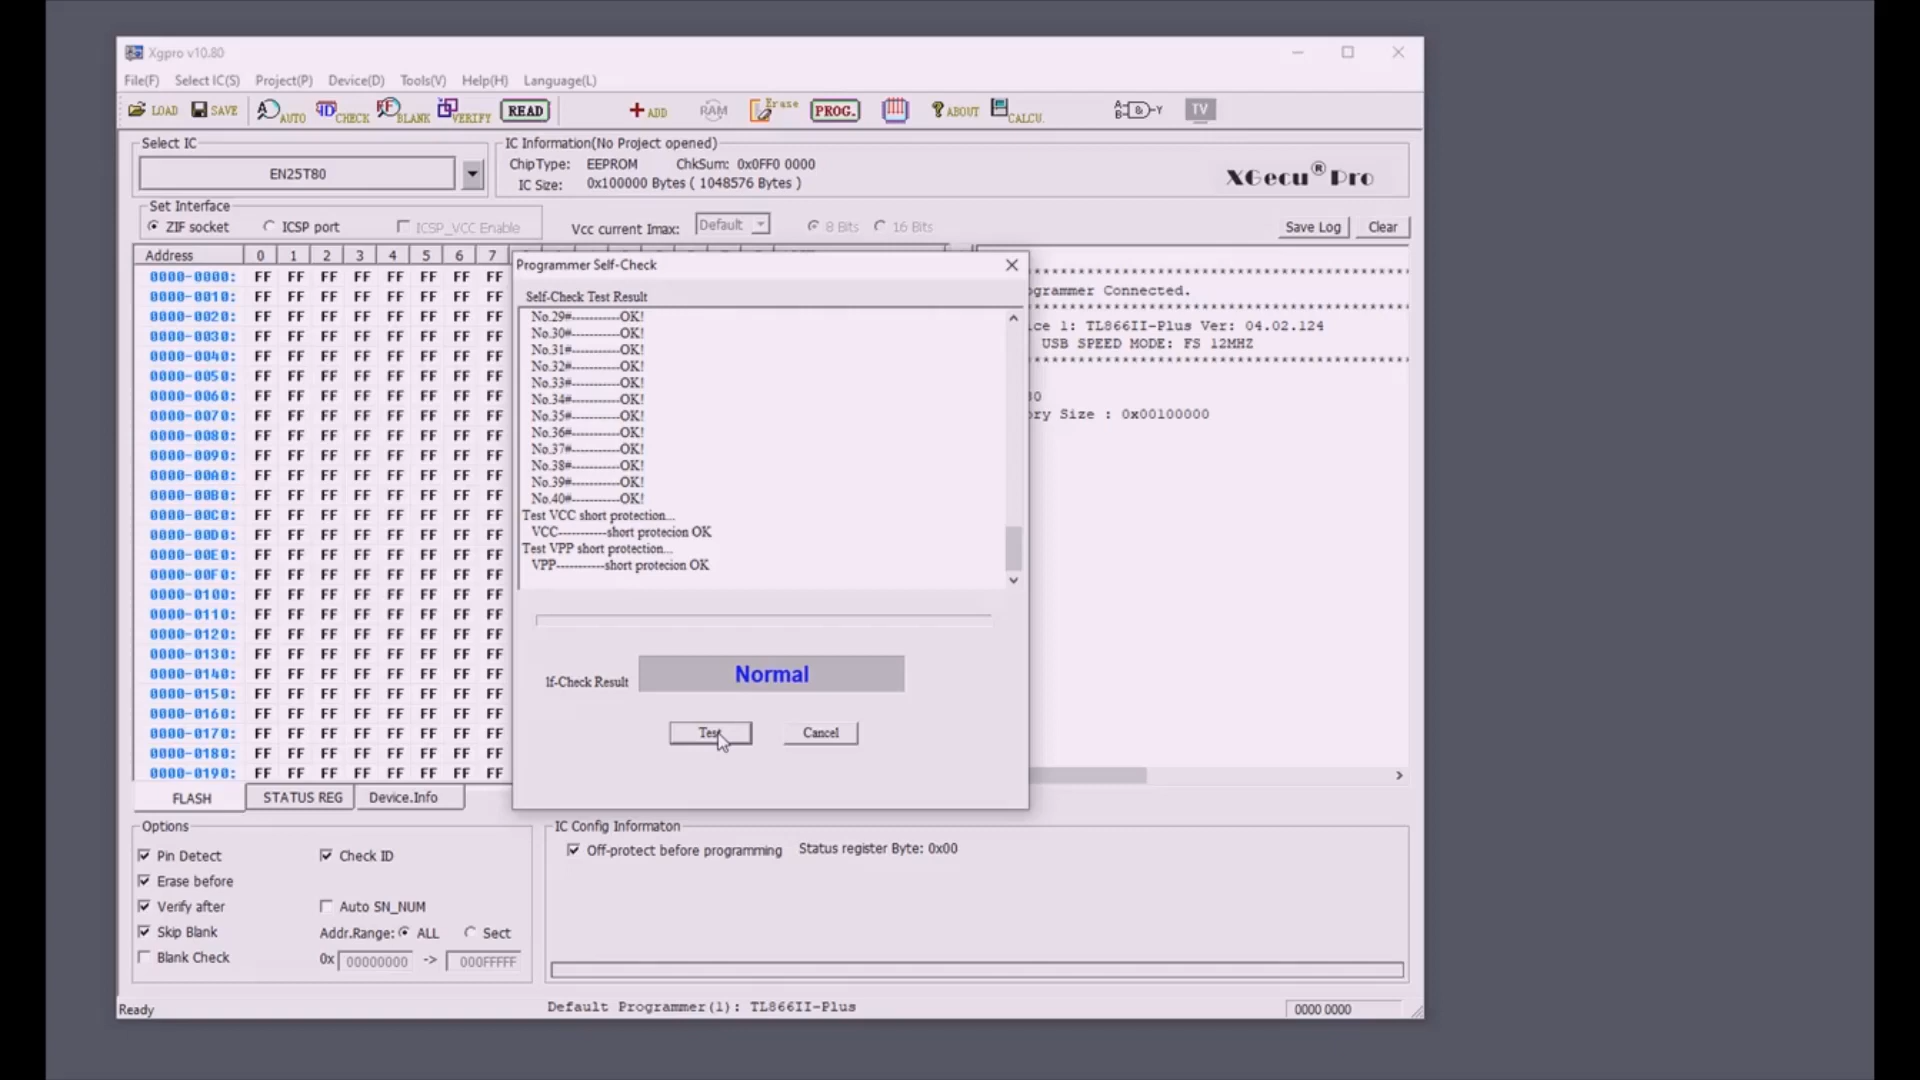 Xgpro v10.80
File(F) Select IC(S) Project(P) Device(D) Tools(V) Help(H) Language(L)
LOAD SAVE AUTO CHECK BLANK VERIFY READ ADD RAM Erase PROG. ABOUT CALCU. TV
Select IC
EN25T80
IC Information(No Project opened)
ChipType: EEPROM ChkSum: 0x0FF0 0000
IC Size: 0x100000 Bytes ( 1048576 Bytes )
XGecu® Pro
Set Interface
ZIF socket ICSP port ICSP_VCC Enable
Vcc current Imax: Default 8 Bits 16 Bits
Save Log Clear
Address 0 1 2 3 4 5 6 7
0000-0000: FF FF FF FF FF FF FF FF
0000-0010: FF FF FF FF FF FF FF FF
0000-0020: FF FF FF FF FF FF FF FF
0000-0030: FF FF FF FF FF FF FF FF
0000-0040: FF FF FF FF FF FF FF FF
0000-0050: FF FF FF FF FF FF FF FF
0000-0060: FF FF FF FF FF FF FF FF
0000-0070: FF FF FF FF FF FF FF FF
0000-0080: FF FF FF FF FF FF FF FF
0000-0090: FF FF FF FF FF FF FF FF
0000-00A0: FF FF FF FF FF FF FF FF
0000-00B0: FF FF FF FF FF FF FF FF
0000-00C0: FF FF FF FF FF FF FF FF
0000-00D0: FF FF FF FF FF FF FF FF
0000-00E0: FF FF FF FF FF FF FF FF
0000-00F0: FF FF FF FF FF FF FF FF
0000-0100: FF FF FF FF FF FF FF FF
0000-0110: FF FF FF FF FF FF FF FF
0000-0120: FF FF FF FF FF FF FF FF
0000-0130: FF FF FF FF FF FF FF FF
0000-0140: FF FF FF FF FF FF FF FF
0000-0150: FF FF FF FF FF FF FF FF
0000-0160: FF FF FF FF FF FF FF FF
0000-0170: FF FF FF FF FF FF FF FF
0000-0180: FF FF FF FF FF FF FF FF
0000-0190: FF FF FF FF FF FF FF FF
Programmer Self-Check
Self-Check Test Result
No.29#-----------OK!
No.30#-----------OK!
No.31#-----------OK!
No.32#-----------OK!
No.33#-----------OK!
No.34#-----------OK!
No.35#-----------OK!
No.36#-----------OK!
No.37#-----------OK!
No.38#-----------OK!
No.39#-----------OK!
No.40#-----------OK!
Test VCC short protection...
VCC-----------short protecion OK
Test VPP short protection...
VPP-----------short protecion OK
lf-Check Result
Normal
Cancel
ogrammer Connected.
ice 1: TL866II-Plus Ver: 04.02.124
USB SPEED MODE: FS 12MHZ
ory Size : 0x00100000
FLASH STATUS REG Device.Info
Options
Pin Detect Check ID
Erase before
Verify after Auto SN_NUM
Skip Blank Addr.Range: ALL Sect
Blank Check 0x 00000000 -> 000FFFFF
IC Config Informaton
Off-protect before programming Status register Byte: 0x00
Ready
Default Programmer(1): TL866II-Plus
0000 0000